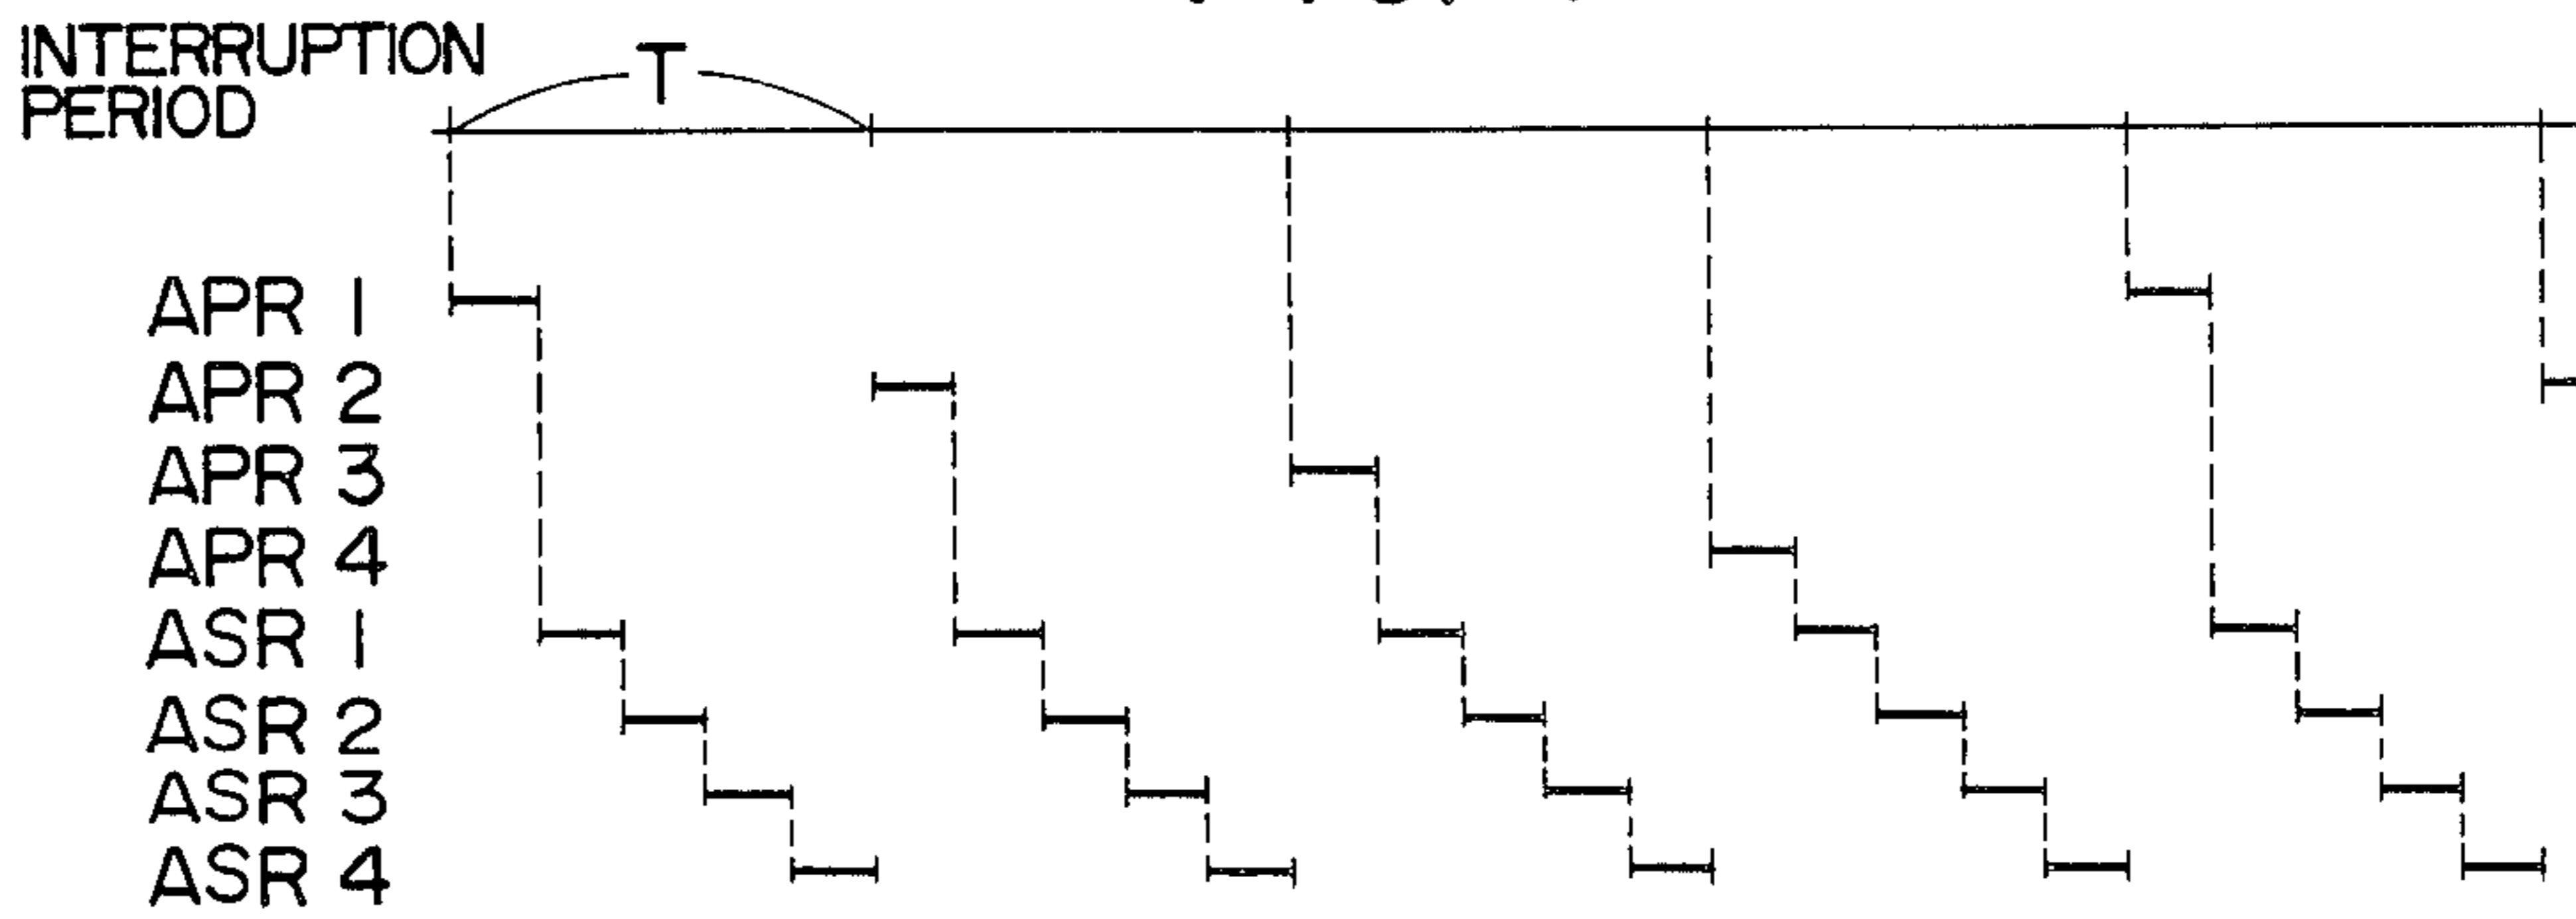 INTERRUPTION
PERIOD
T
APR 1
APR 2
APR 3
APR 4
ASR 1
ASR 2
ASR 3
ASR 4